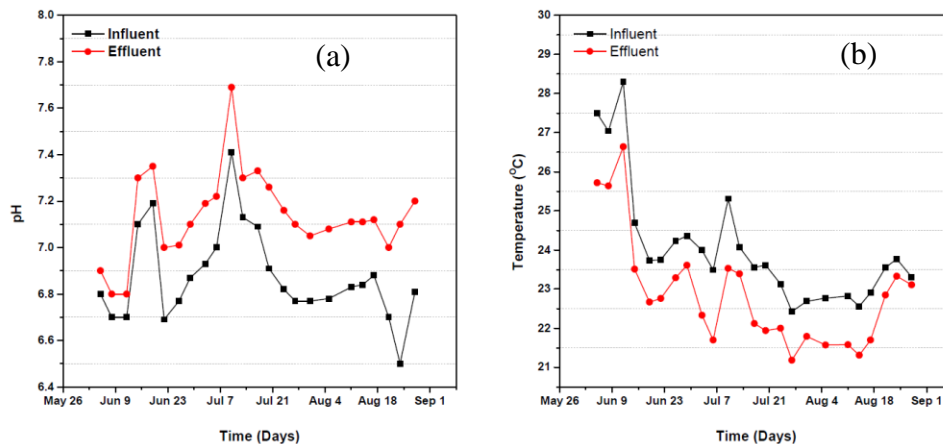 8.0
7.8
7.6
7.4
7.2
7.0
6.8
6.6
6.4
pH
Influent
Effluent
(a)
May 26 Jun 9 Jun 23 Jul 7 Jul 21 Aug 4 Aug 18 Sep 1
Time (Days)
30
29
28
27
26
25
24
23
22
21
Temperature (°C)
Influent
Effluent
(b)
May 26 Jun 9 Jun 23 Jul 7 Jul 21 Aug 4 Aug 18 Sep 1
Time (Days)